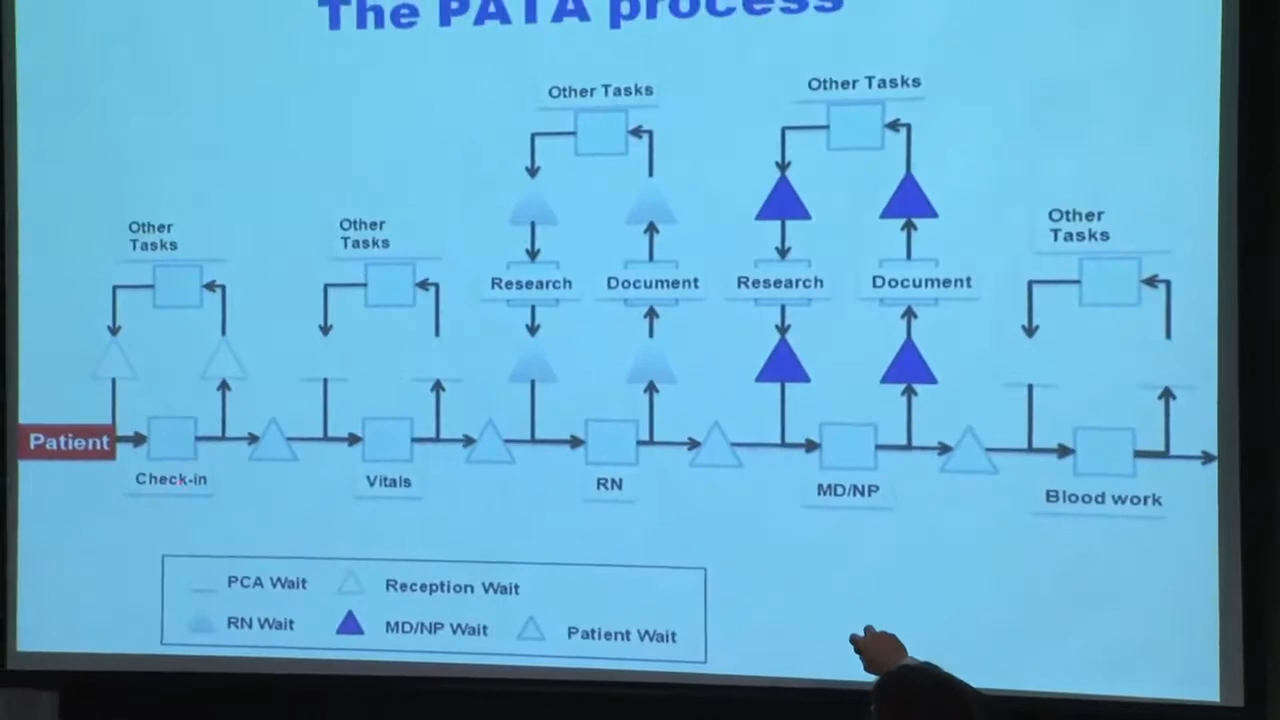 The PATA process
Other Tasks
Other Tasks
Other
Tasks
Other
Tasks
Other
Tasks
Research
Document
Research
Document
Patient
Check-in
Vitals
RN
MD/NP
Blood work
PCA Wait
Reception Wait
RN Wait
MD/NP Wait
Patient Wait